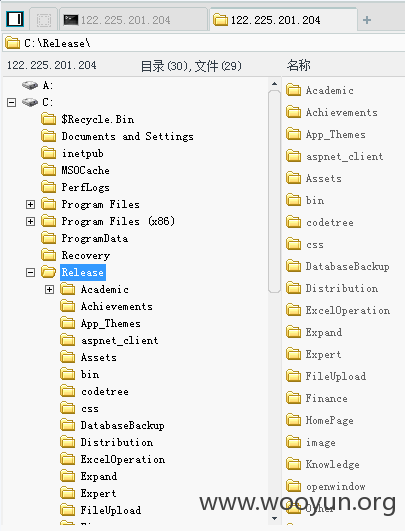 122.225.201.204
122.225.201.204
C:\Release\
122.225.201.204 目录(30),文件(29)
名称
A:
C:
$Recycle.Bin
Documents and Settings
inetpub
MSOCache
PerfLogs
Program Files
Program Files (x86)
ProgramData
Recovery
Release
Academic
Achievements
App_Themes
aspnet_client
Assets
bin
codetree
css
DatabaseBackup
Distribution
ExcelOperation
Expand
Expert
FileUpload
Academic
Achievements
App_Themes
aspnet_client
Assets
bin
codetree
css
DatabaseBackup
Distribution
ExcelOperation
Expand
Expert
FileUpload
Finance
HomePage
image
Knowledge
openwindow
Other
www.wooyun.org